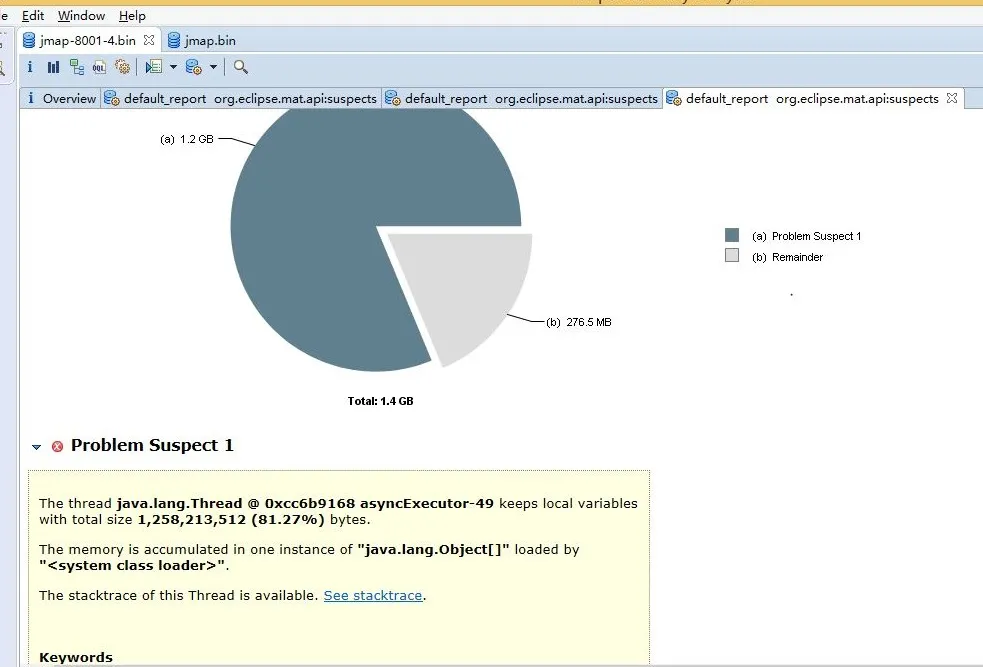 Edit Window Help
jmap-8001-4.bin jmap.bin
i OQL
i Overview default_report org.eclipse.mat.api:suspects default_report org.eclipse.mat.api:suspects default_report org.eclipse.mat.api:suspects
(a) 1.2 GB
(a) Problem Suspect 1
(b) Remainder
(b) 276.5 MB
Total: 1.4 GB
Problem Suspect 1
The thread java.lang.Thread @ 0xcc6b9168 asyncExecutor-49 keeps local variables
with total size 1,258,213,512 (81.27%) bytes.
The memory is accumulated in one instance of "java.lang.Object[]" loaded by
"<system class loader>".
The stacktrace of this Thread is available. See stacktrace.
Keywords